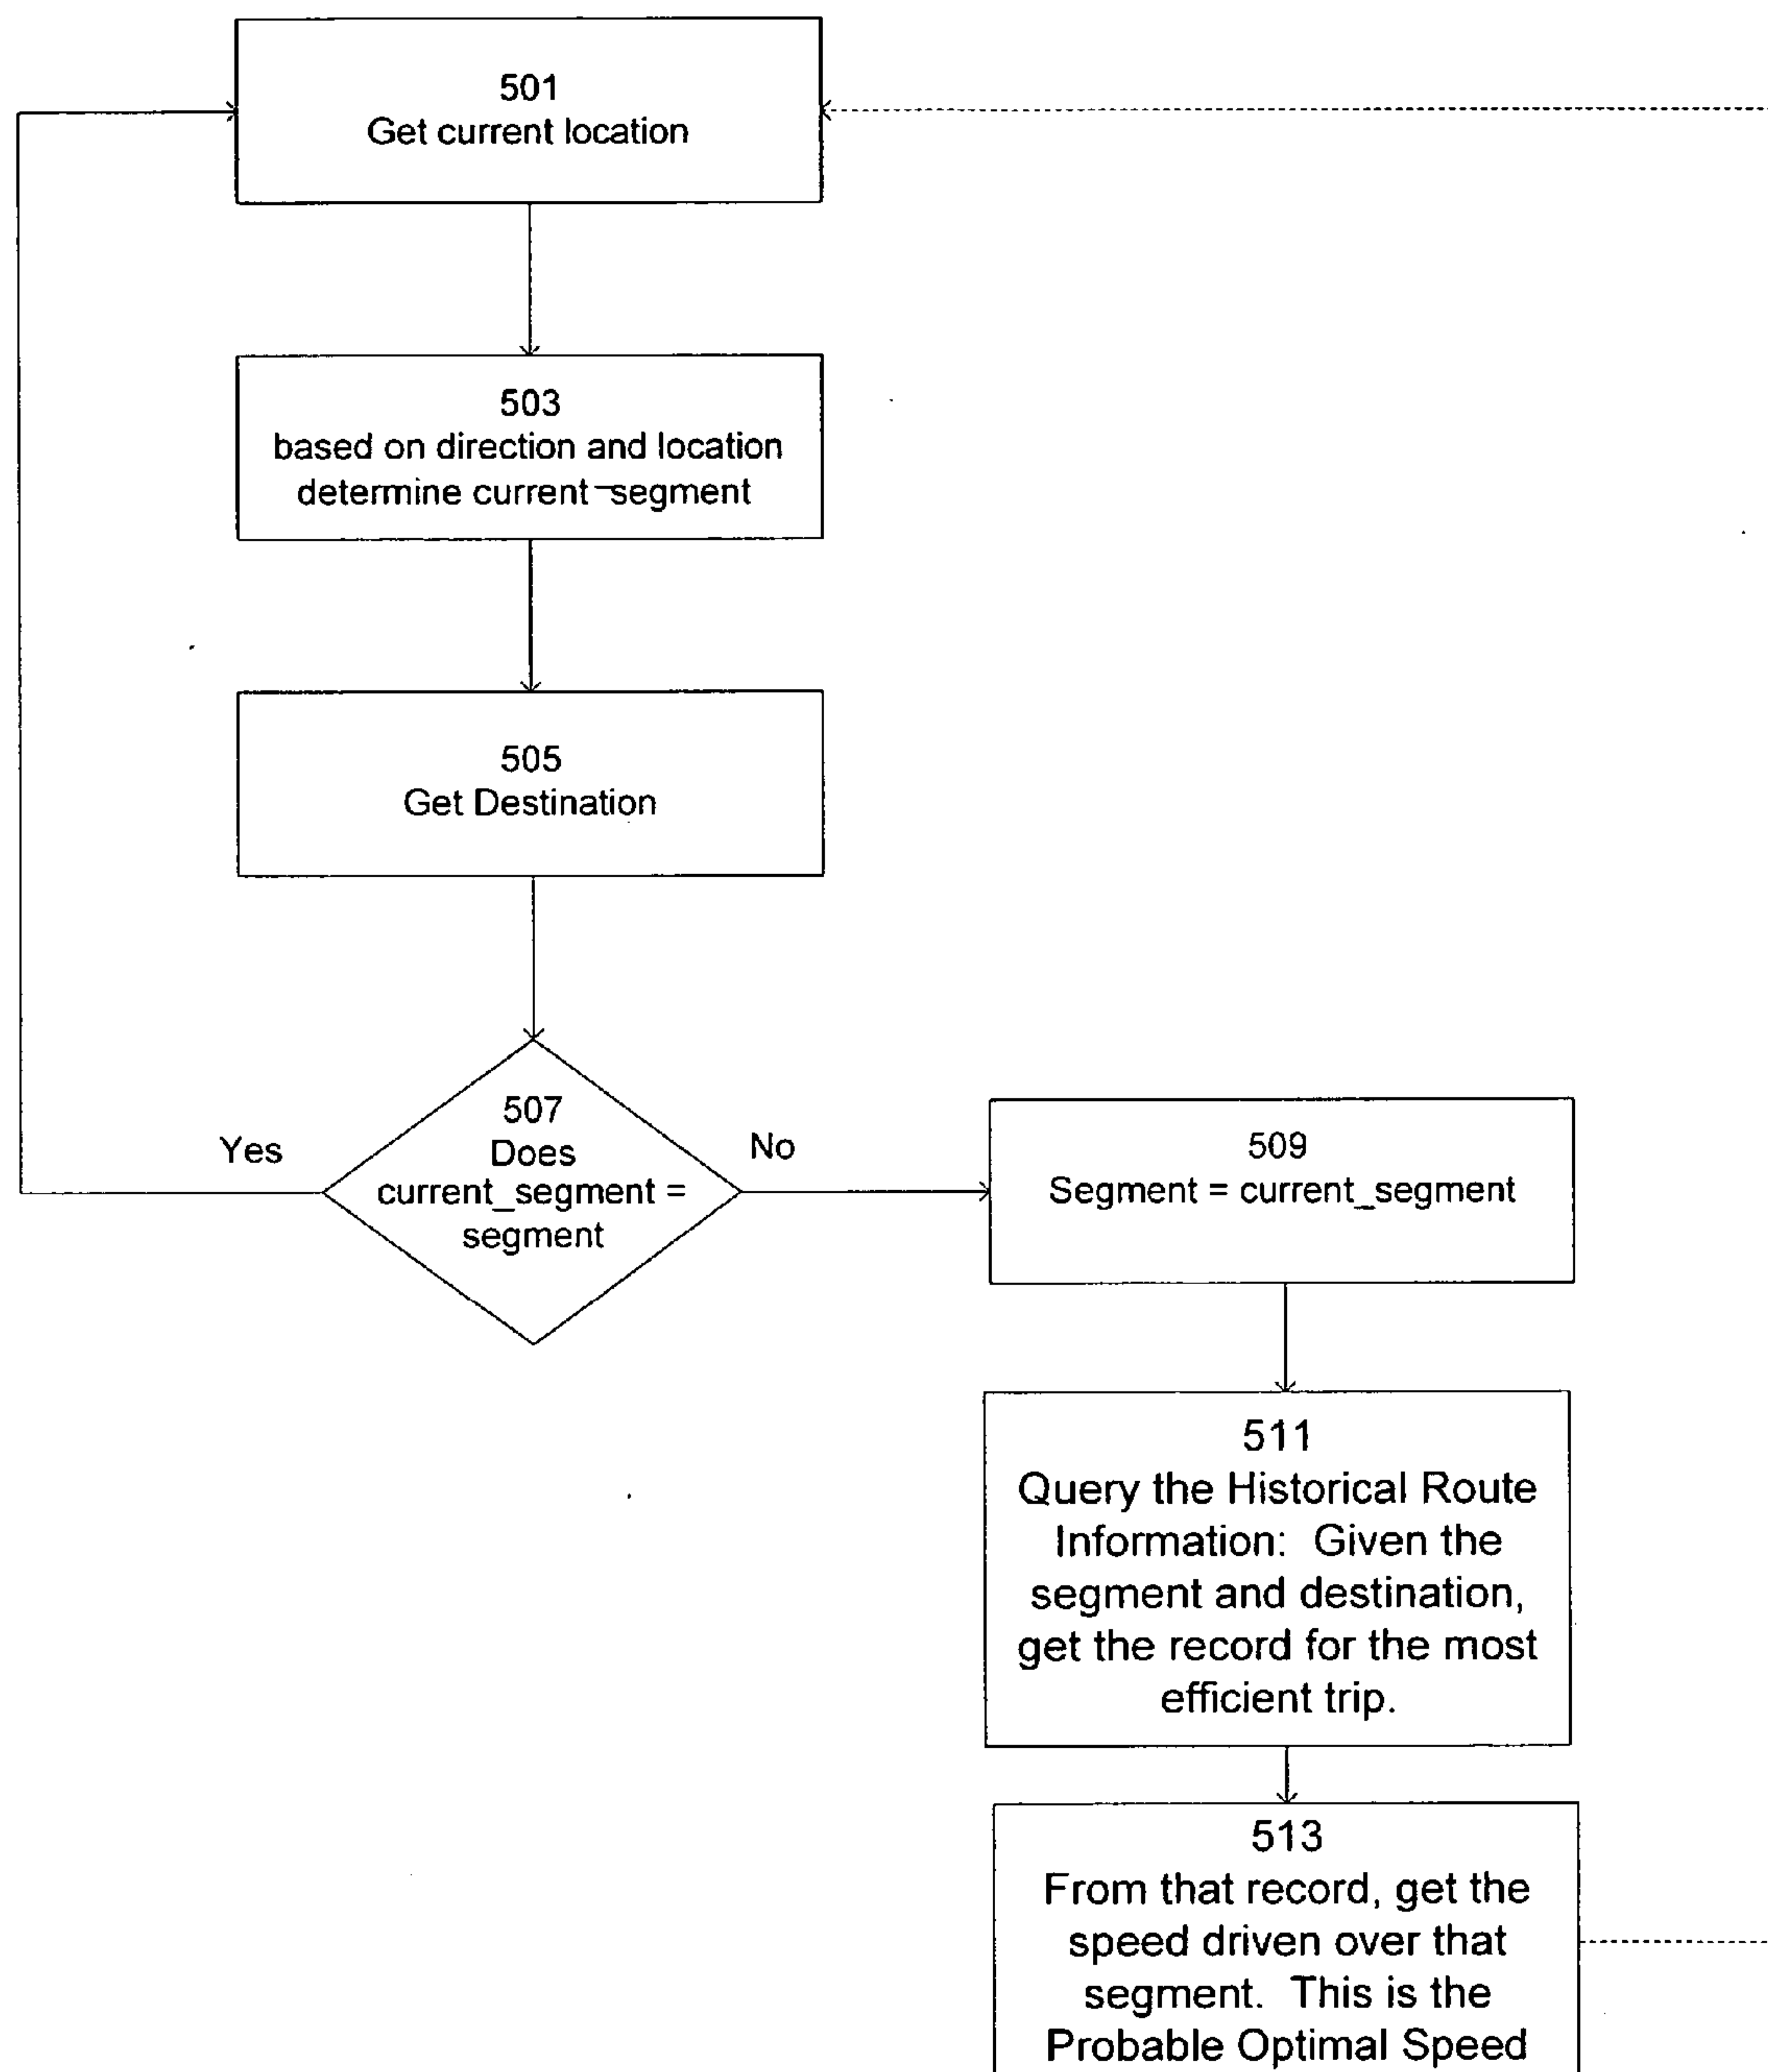 501
Get current location
503
based on direction and location
determine current segment
505
Get Destination
507
Does
current_segment =
segment
Yes
No
509
Segment = current_segment
511
Query the Historical Route
Information: Given the
segment and destination,
get the record for the most
efficient trip.
513
From that record, get the
speed driven over that
segment. This is the
Probable Optimal Speed